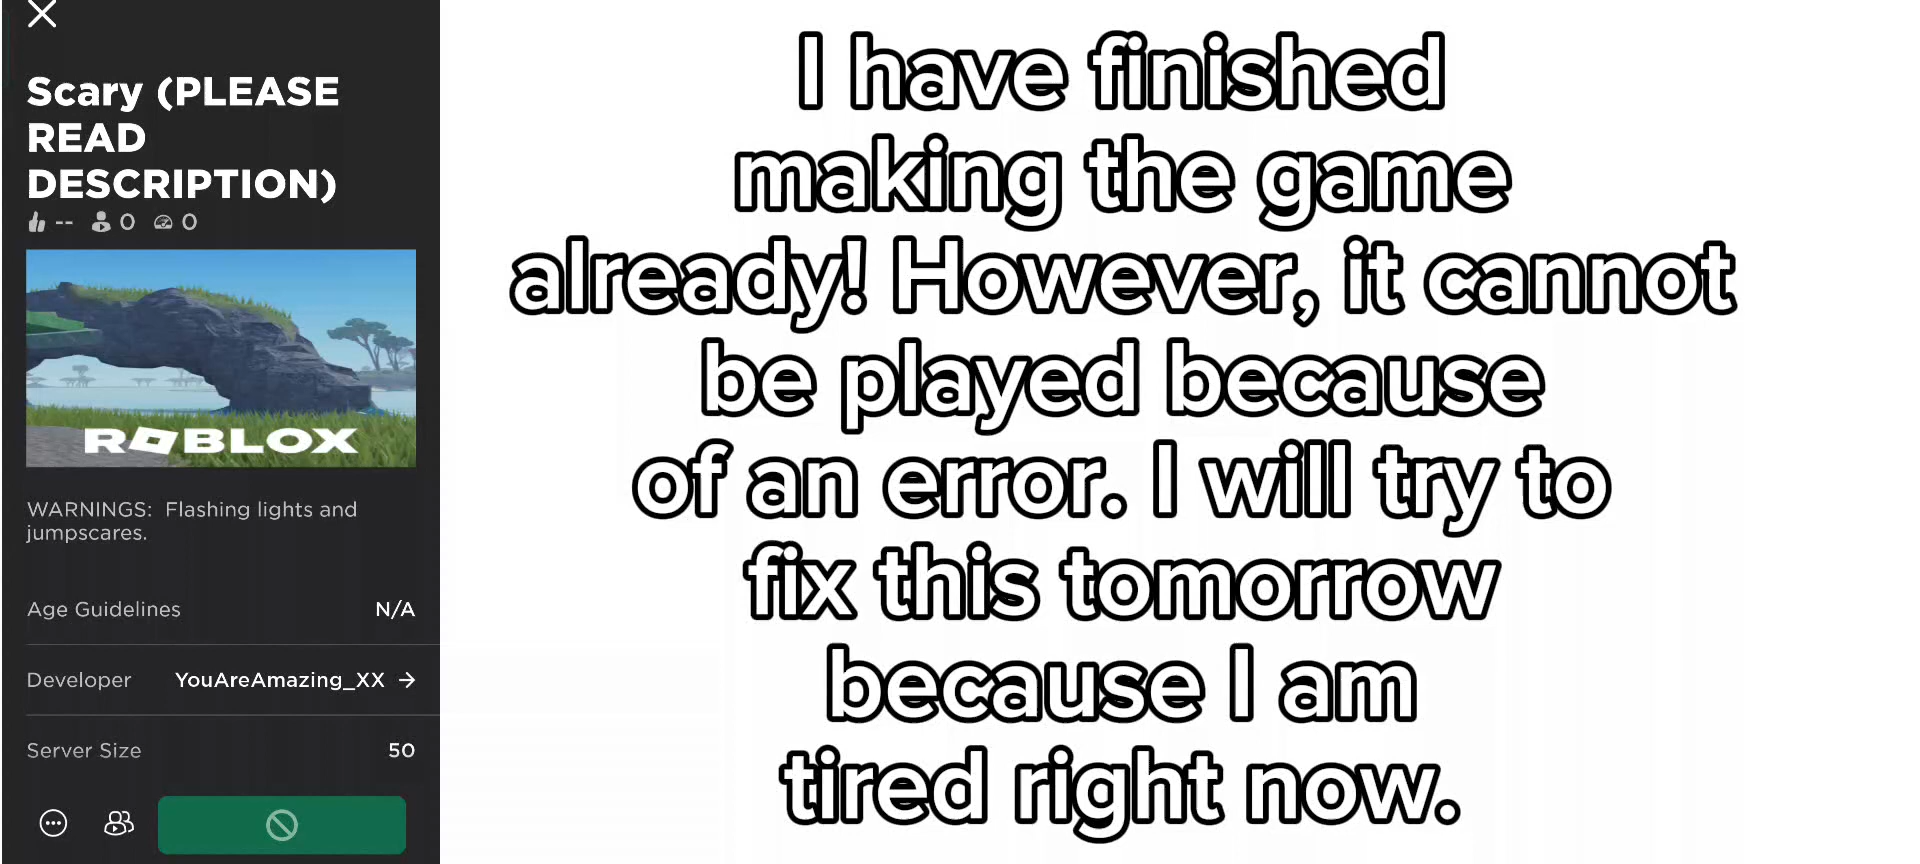 Scary (PLEASE
READ
DESCRIPTION)
-- 0 0
ROBLOX
WARNINGS: Flashing lights and
jumpscares.
Age Guidelines N/A
Developer YouAreAmazing_XX →
Server Size 50
I have finished
making the game
already! However, it cannot
be played because
of an error. I will try to
fix this tomorrow
because I am
tired right now.